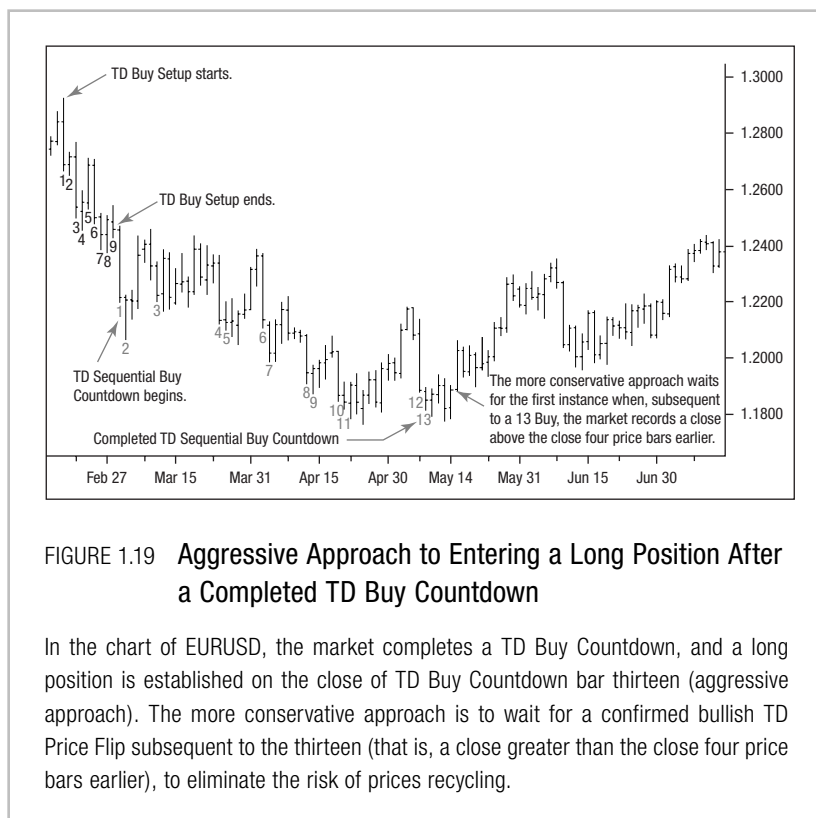 TD Buy Setup starts.
1.3000
1.2800
1 2
1.2600
TD Buy Setup ends.
3 4 5 6 7 8 9
1.2400
1.2200
1 2 3 4 5 6 7 8 9 10 11 12 13
1.2000
TD Sequential Buy
Countdown begins.
The more conservative approach waits
for the first instance when, subsequent
to a 13 Buy, the market records a close
above the close four price bars earlier.
1.1800
Completed TD Sequential Buy Countdown
Feb 27 Mar 15 Mar 31 Apr 15 Apr 30 May 14 May 31 Jun 15 Jun 30
FIGURE 1.19 Aggressive Approach to Entering a Long Position After
a Completed TD Buy Countdown
In the chart of EURUSD, the market completes a TD Buy Countdown, and a long
position is established on the close of TD Buy Countdown bar thirteen (aggressive
approach). The more conservative approach is to wait for a confirmed bullish TD
Price Flip subsequent to the thirteen (that is, a close greater than the close four price
bars earlier), to eliminate the risk of prices recycling.